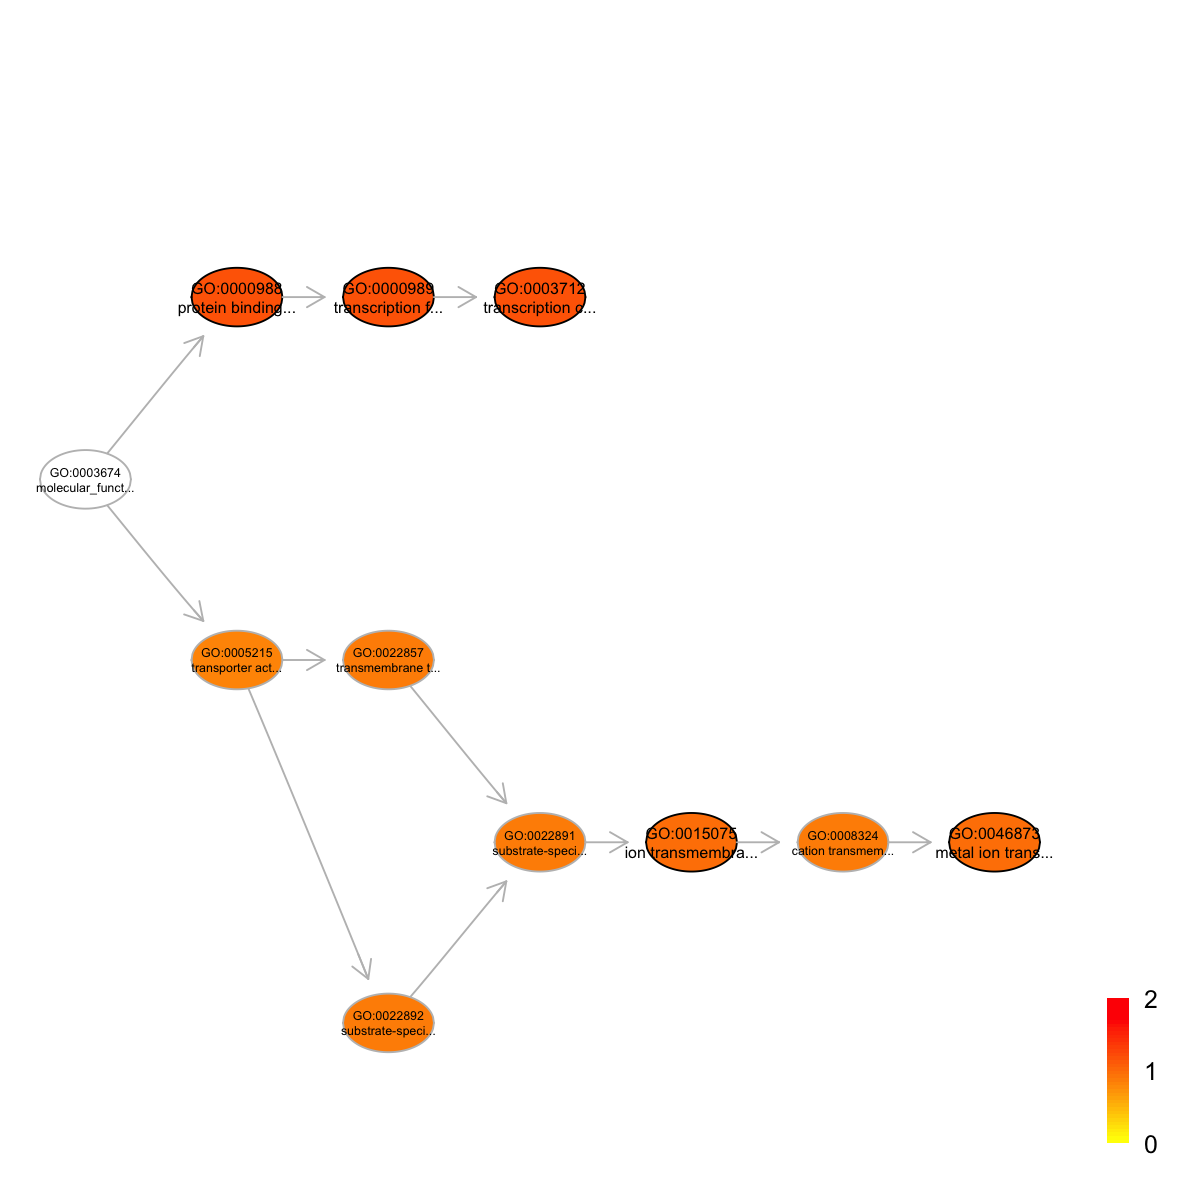 GO:0000988
protein binding...
GO:0000989
transcription f...
GO:0003712
transcription c...
GO:0003674
molecular_funct...
GO:0005215
transporter act...
GO:0022857
transmembrane t...
GO:0022891
substrate-speci...
GO:0015075
ion transmembra...
GO:0008324
cation transmem...
GO:0046873
metal ion trans...
GO:0022892
substrate-speci...
2
1
0